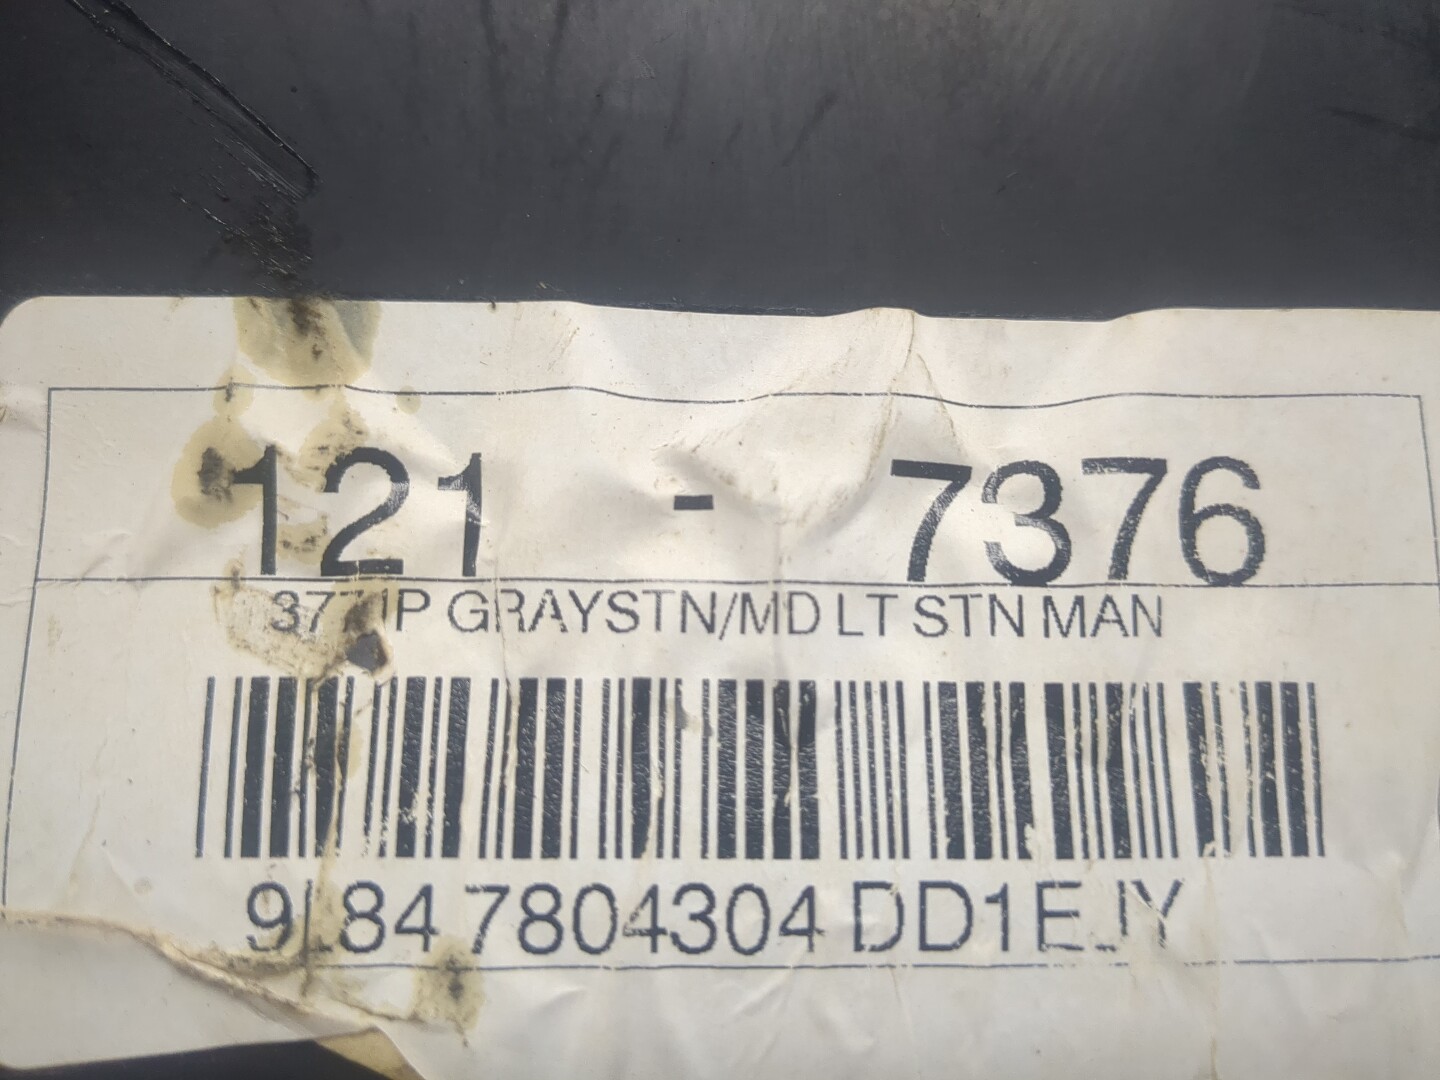 121 - 7376
GRAYSTN/MD LT STN MAN
9L84 7804304 DD1EJY